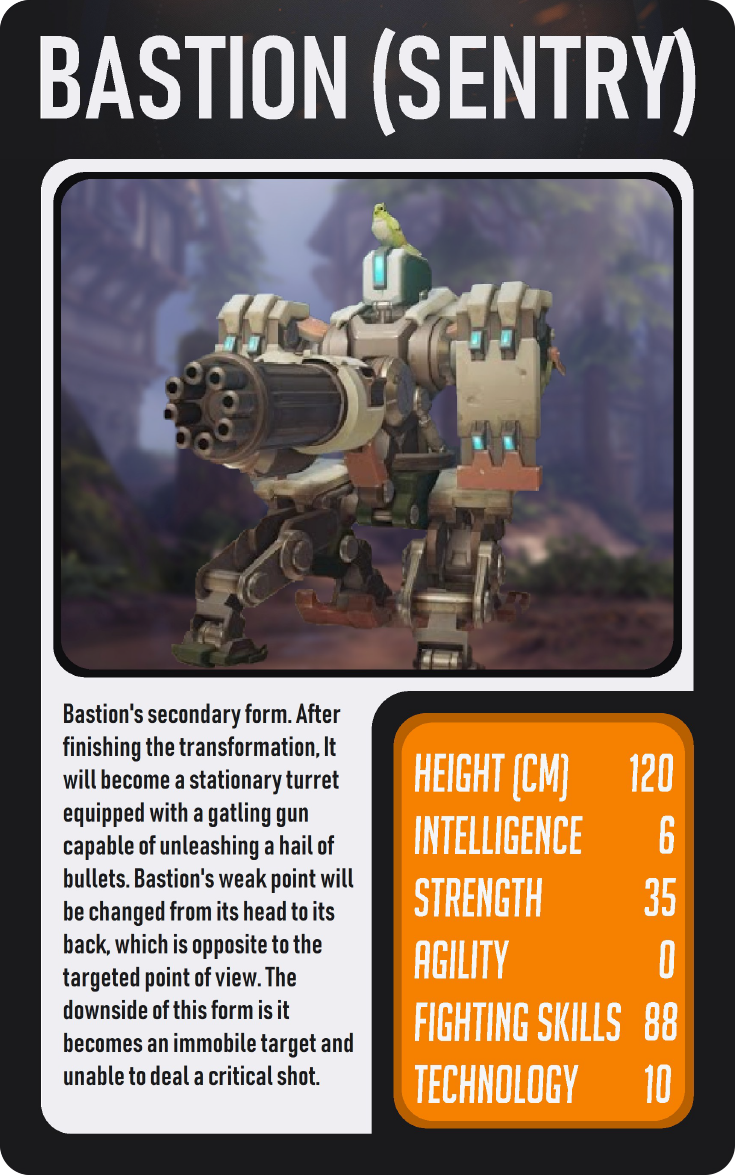 BASTION (SENTRY)
Bastion's secondary form. After
finishing the transformation, It
will become a stationary turret
equipped with a gatling gun
capable of unleashing a hail of
bullets. Bastion's weak point will
be changed from its head to its
back, which is opposite to the
targeted point of view. The
downside of this form is it
becomes an immobile target and
unable to deal a critical shot.
HEIGHT (CM) 120
INTELLIGENCE 6
STRENGTH 35
AGILITY 0
FIGHTING SKILLS 88
TECHNOLOGY 10